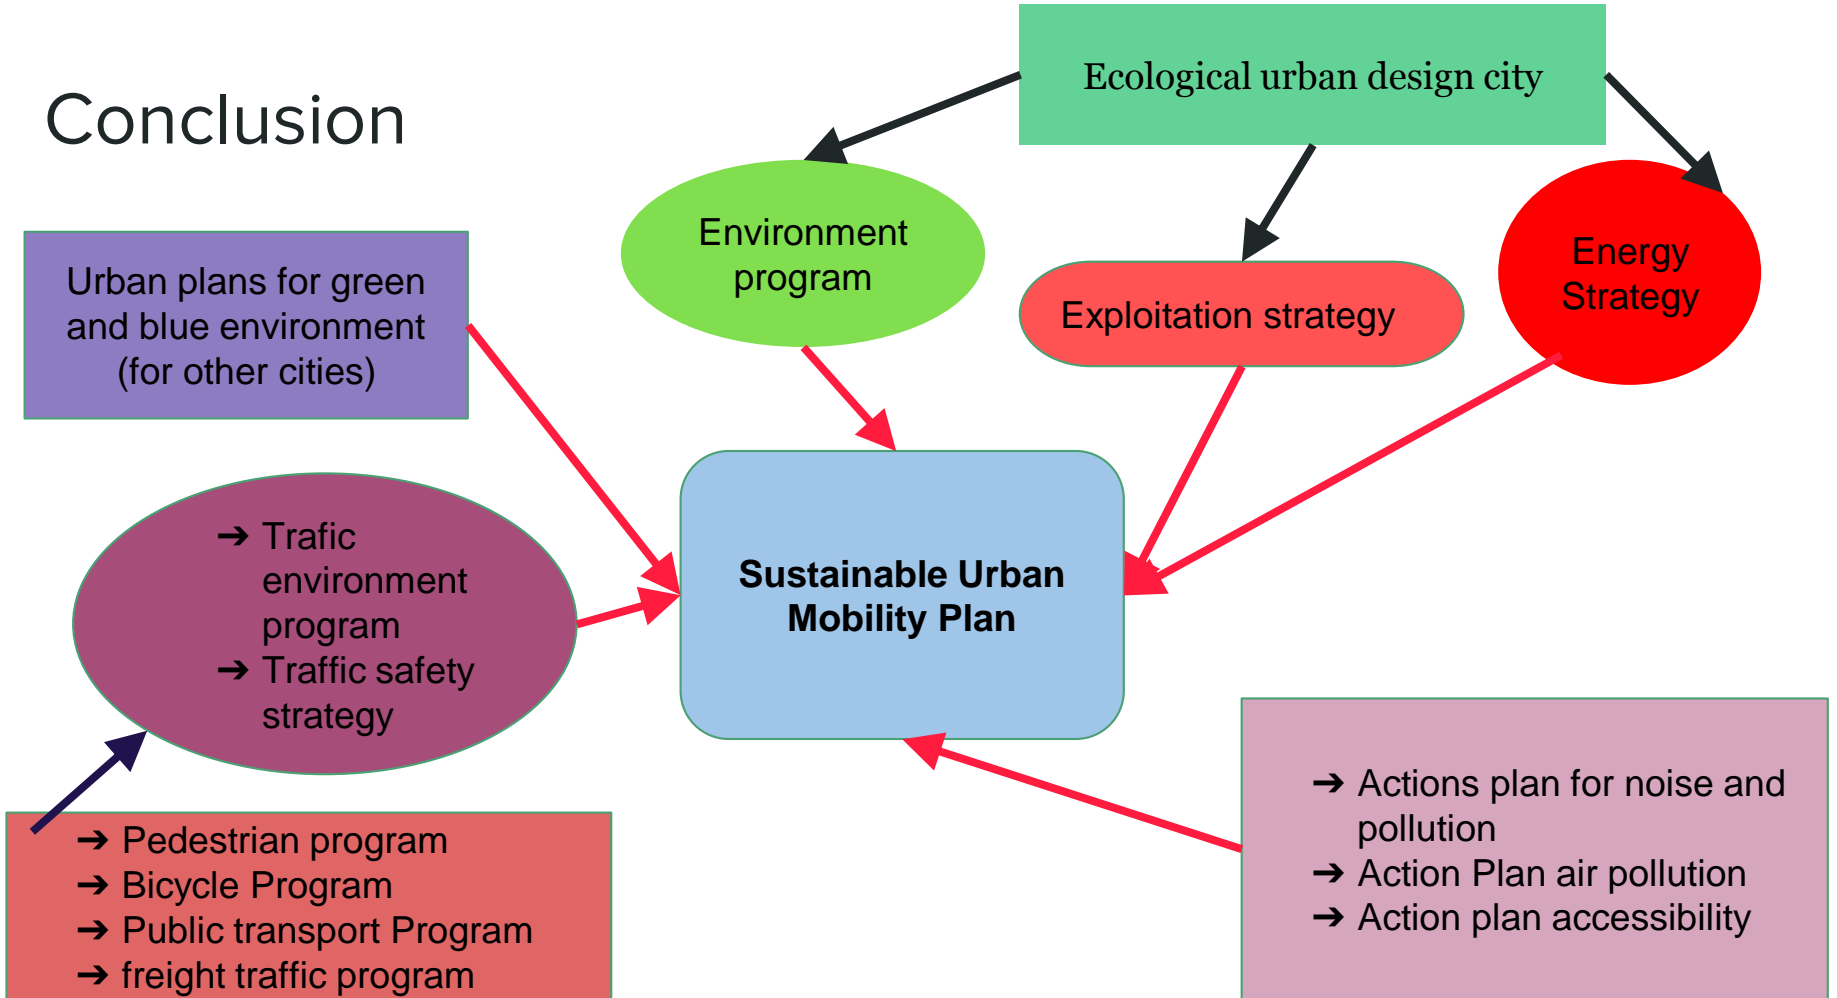 Conclusion
Ecological urban design city
Environment
program
Exploitation strategy
Energy
Strategy
Urban plans for green
and blue environment
(for other cities)
➔ Trafic
environment
program
➔ Traffic safety
strategy
Sustainable Urban
Mobility Plan
➔ Pedestrian program
➔ Bicycle Program
➔ Public transport Program
➔ freight traffic program
➔ Actions plan for noise and
pollution
➔ Action Plan air pollution
➔ Action plan accessibility